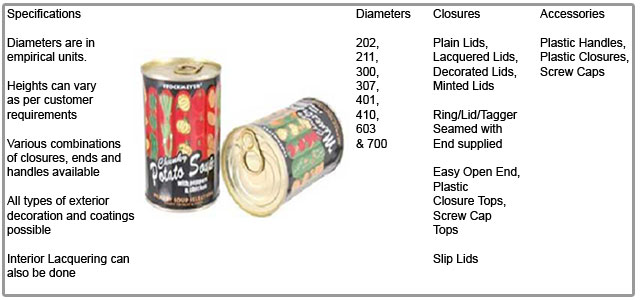 Specifications
Diameters are in
empirical units.
Heights can vary
as per customer
requirements
Various combinations
of closures, ends and
handles available
All types of exterior
decoration and coatings
possible
Interior Lacquering can
also be done
STOCKMEYER
Chunky
Potato Soup
with peppers
Diameters
202,
211,
300,
307,
401,
410,
603
& 700
Closures
Plain Lids,
Lacquered Lids,
Decorated Lids,
Minted Lids
Ring/Lid/Tagger
Seamed with
End supplied
Easy Open End,
Plastic
Closure Tops,
Screw Cap
Tops
Slip Lids
Accessories
Plastic Handles,
Plastic Closures,
Screw Caps